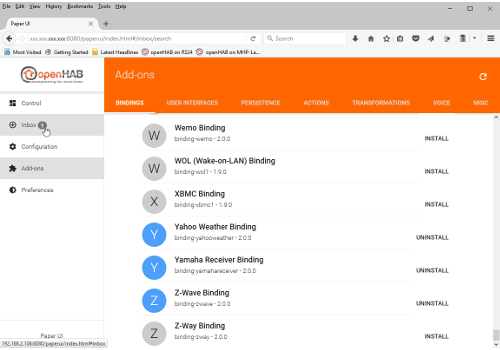 File Edit View History Bookmarks Tools Help
Paper UI
xxx.xxx.xxx.xxx:8080/paperui/index.html#/inbox/search
Search
Most Visited Getting Started Latest Headlines openHAB on RS24 openHAB on MHP-Le...
openHAB
Add-ons
BINDINGS USER INTERFACES PERSISTENCE ACTIONS TRANSFORMATIONS VOICE MISC
Control
Inbox 1
Configuration
Add-ons
Preferences
W
Wemo Binding
binding-wemo - 2.0.0
INSTALL
W
WOL (Wake-on-LAN) Binding
binding-wol1 - 1.9.0
INSTALL
X
XBMC Binding
binding-xbmc1 - 1.9.0
INSTALL
Y
Yahoo Weather Binding
binding-yahooweather - 2.0.0
UNINSTALL
Y
Yamaha Receiver Binding
binding-yamahareceiver - 2.0.0
UNINSTALL
Z
Z-Wave Binding
binding-zwave - 2.0.0
UNINSTALL
Z
Z-Way Binding
binding-zway - 2.0.0
INSTALL
Paper UI
192.168.2.106:8080/paperui/index.html#inbox